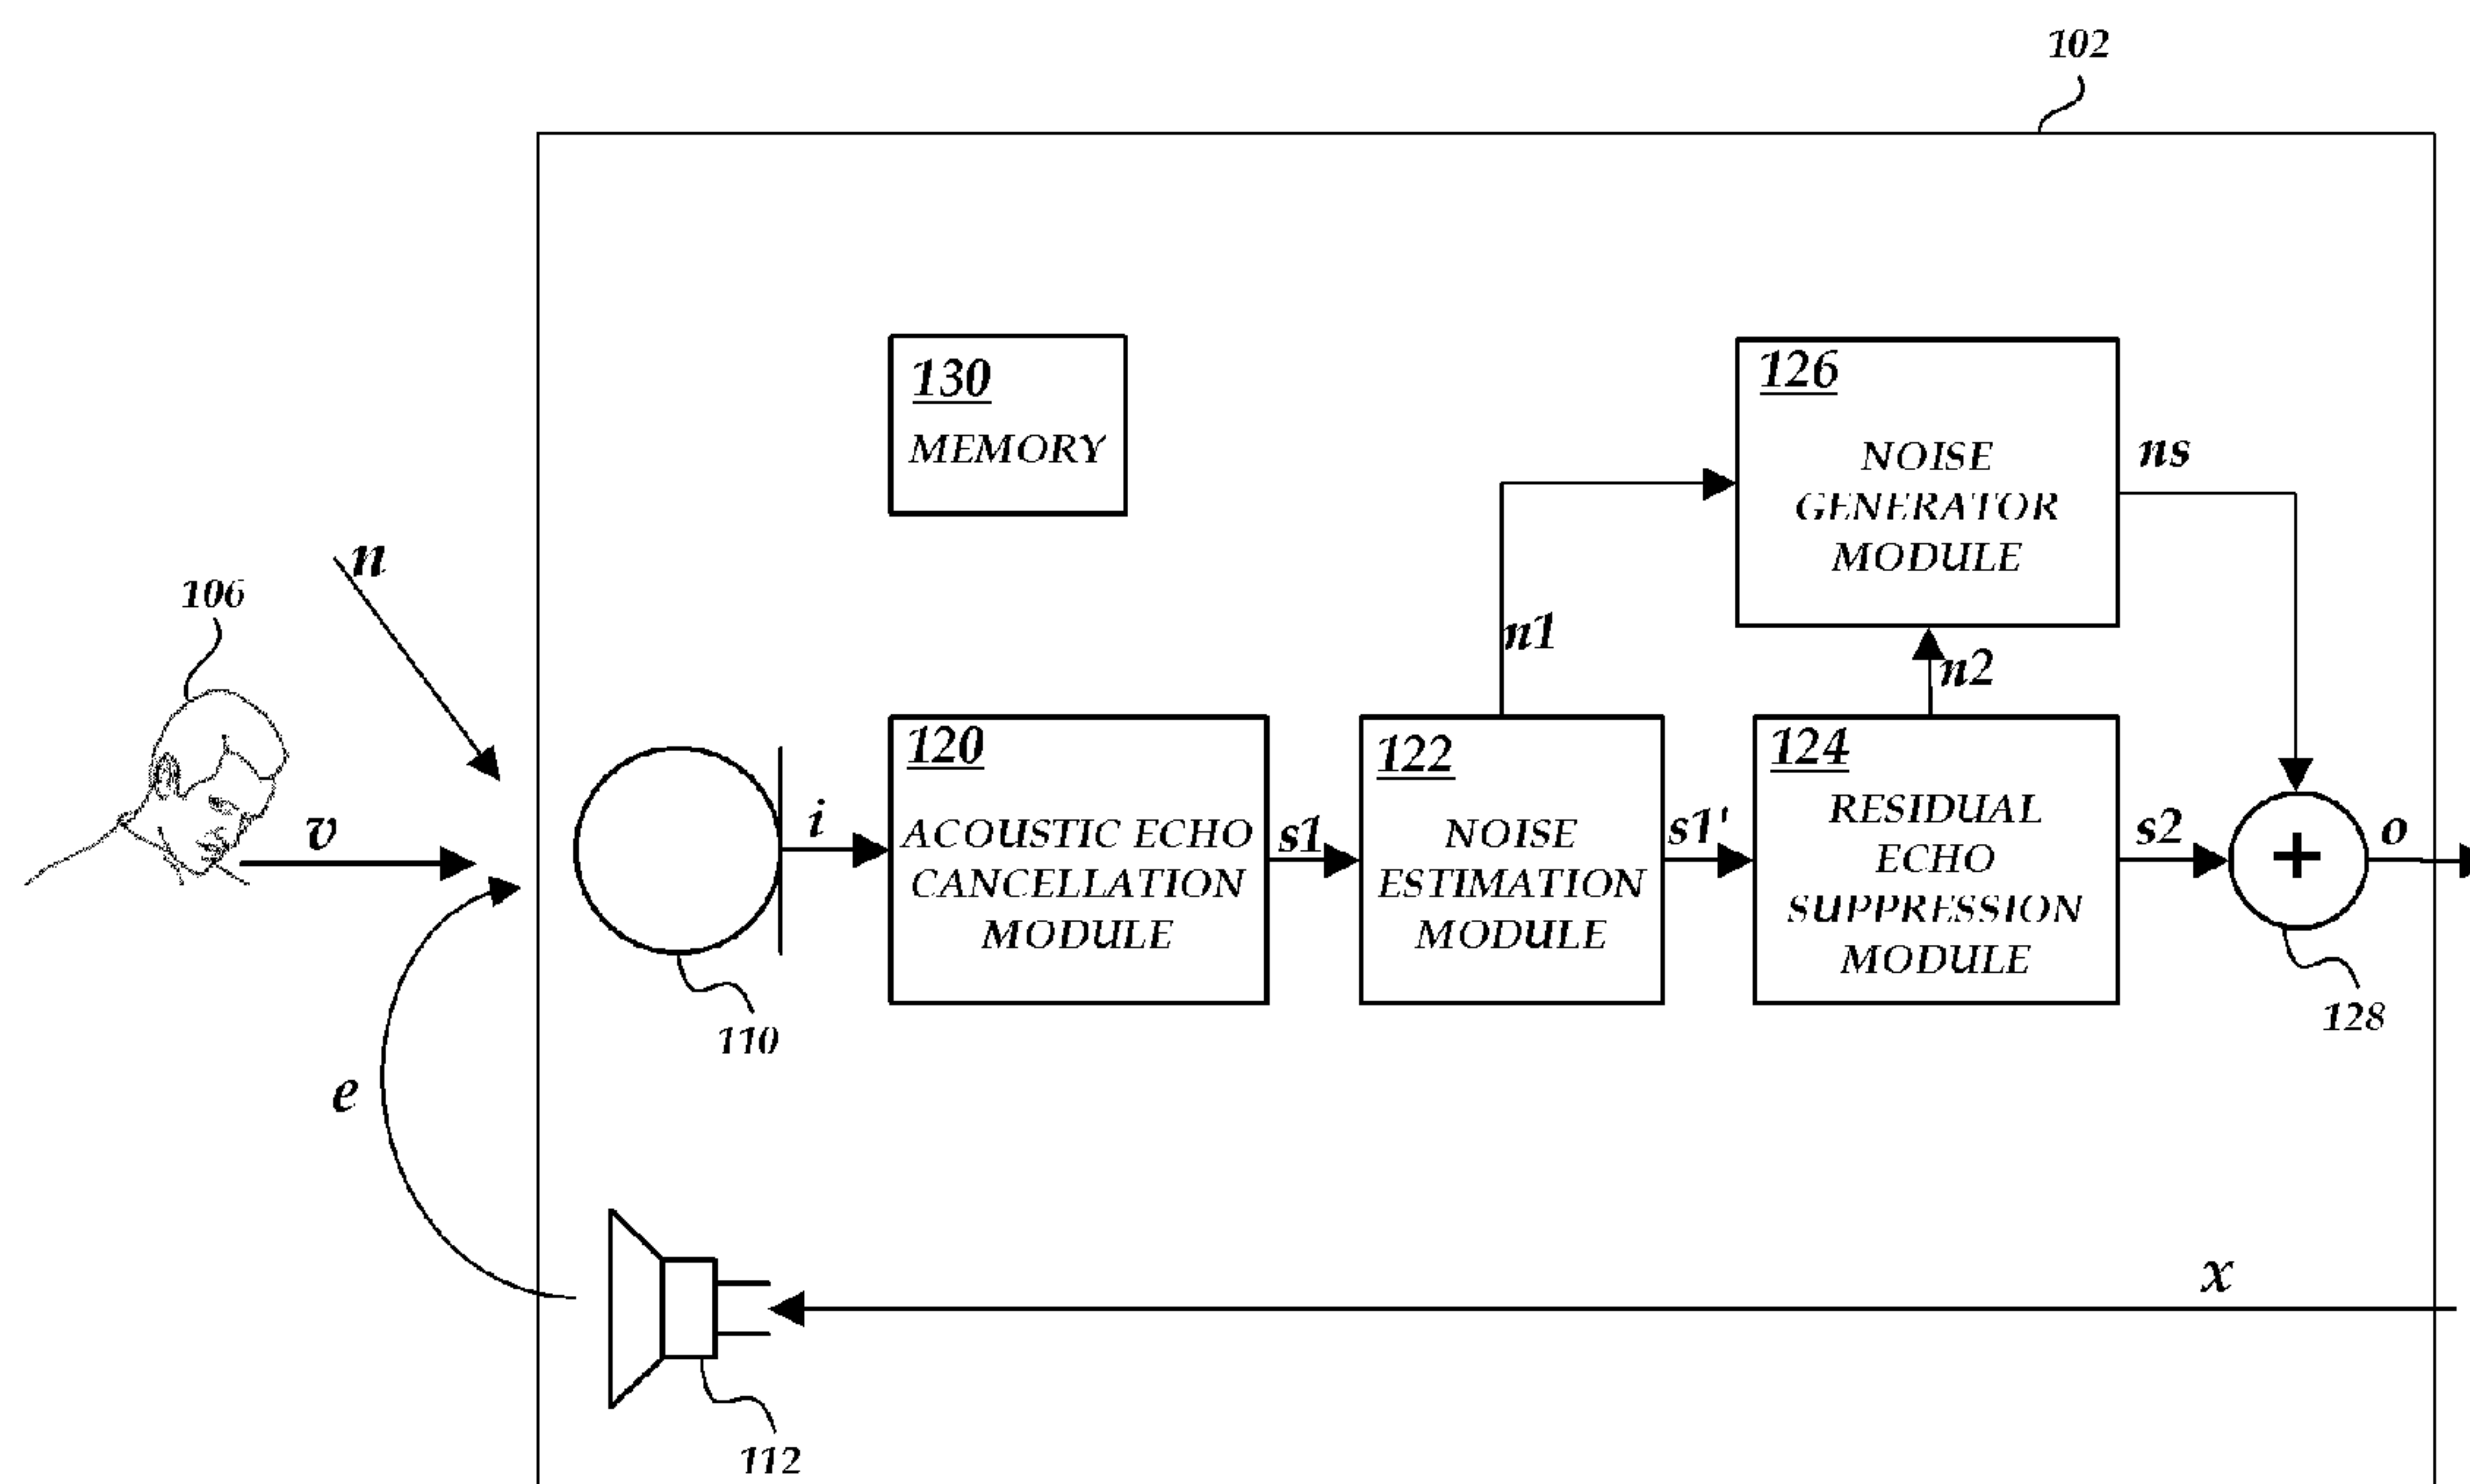 102
130
MEMORY
126
NOISE
GENERATOR
MODULE
ns
n
106
n1
n2
v
i
120
ACOUSTIC ECHO
CANCELLATION
MODULE
s1
122
NOISE
ESTIMATION
MODULE
s1'
124
RESIDUAL
ECHO
SUPPRESSION
MODULE
s2
+
o
128
110
e
x
112